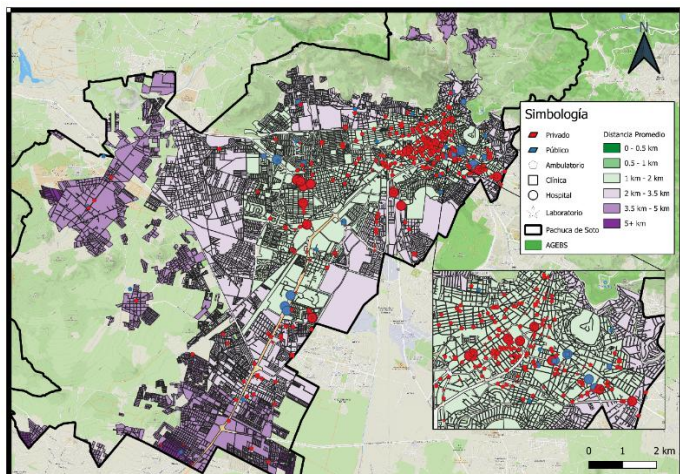 N
Simbología
Privado
Público
Ambulatorio
Clínica
Hospital
Laboratorio
Pachuca de Soto
AGEBS
Distancia Promedio
0 - 0.5 km
0.5 - 1 km
1 km - 2 km
2 km - 3.5 km
3.5 km - 5 km
5+ km
0 1 2 km